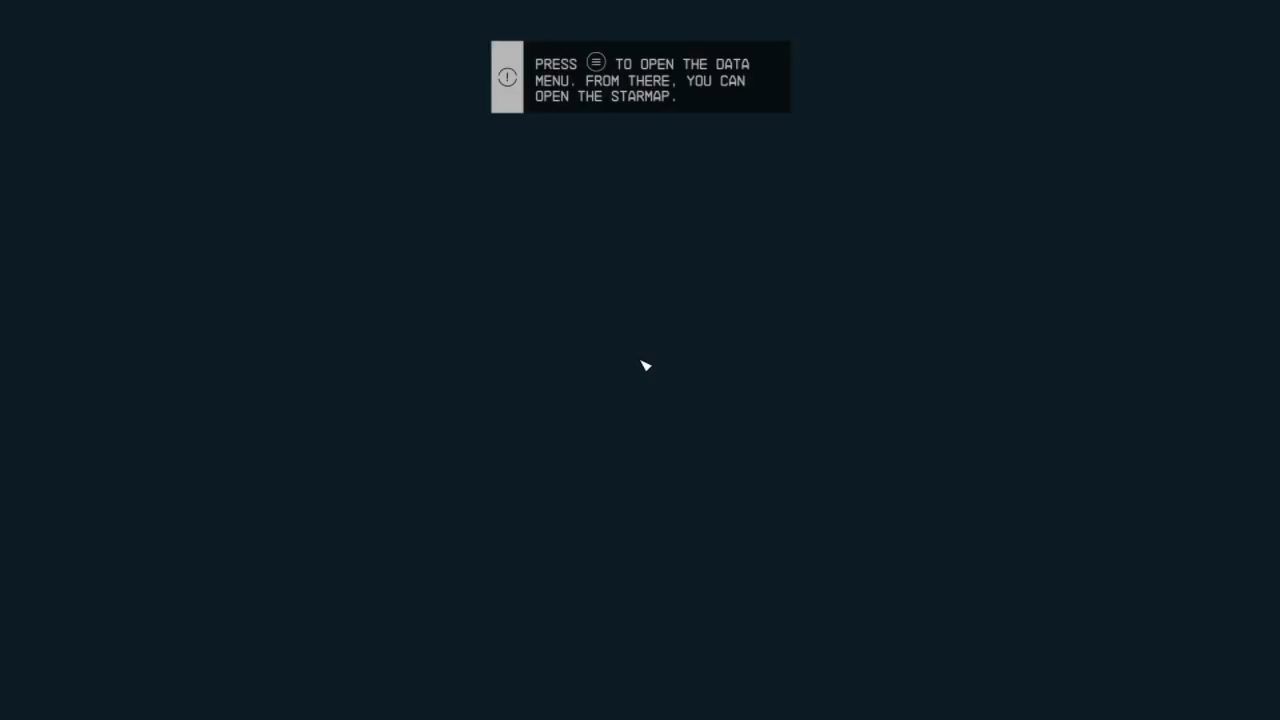 PRESS TO OPEN THE DATA
MENU. FROM THERE, YOU CAN
OPEN THE STARMAP.